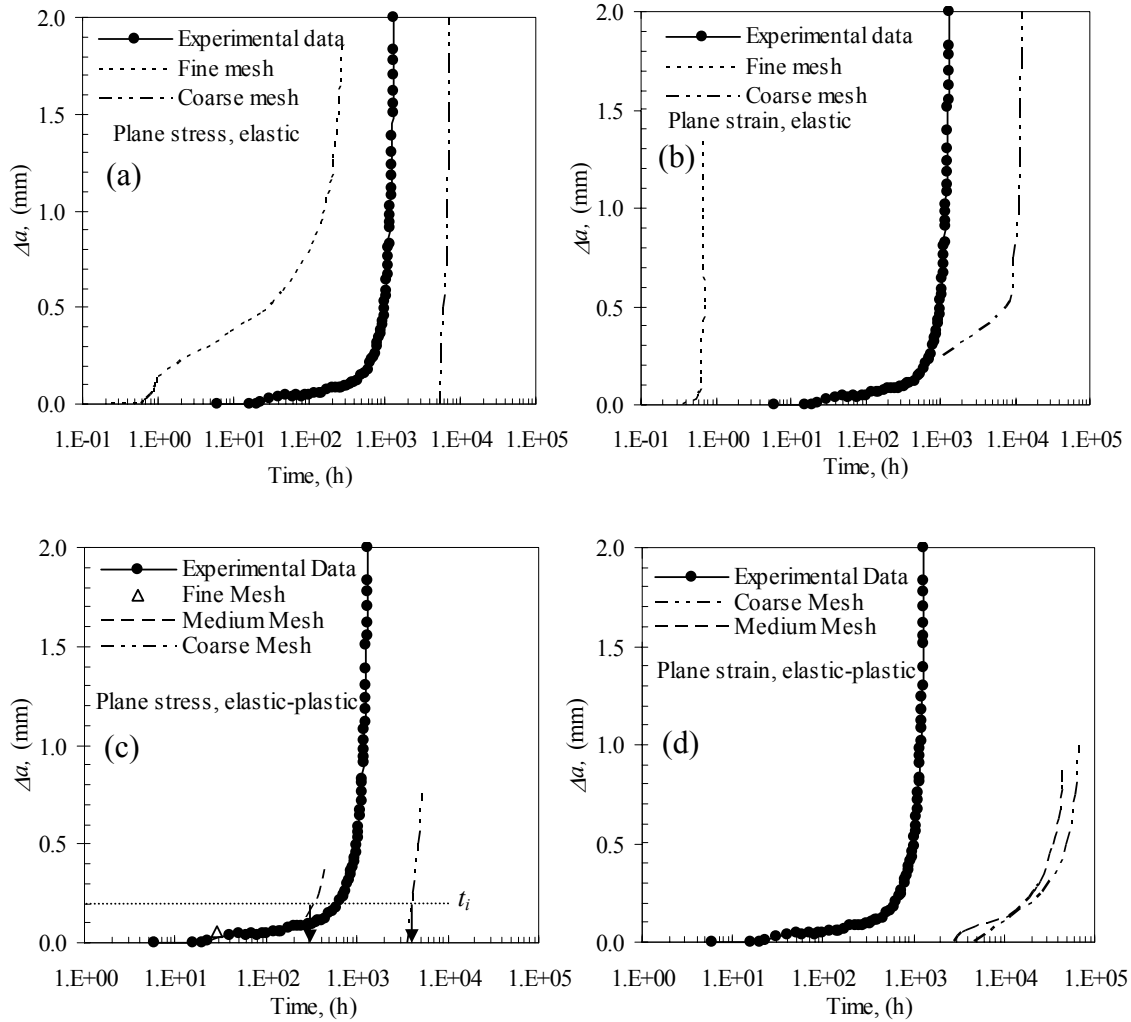 2.0
Experimental data
Fine mesh
Coarse mesh
1.5
Plane stress, elastic
(a)
1.0
Δa, (mm)
0.5
0.0
1.E-01 1.E+00 1.E+01 1.E+02 1.E+03 1.E+04 1.E+05
Time, (h)
2.0
Experimental data
Fine mesh
Coarse mesh
1.5
Plane strain, elastic
(b)
1.0
Δa, (mm)
0.5
0.0
1.E-01 1.E+00 1.E+01 1.E+02 1.E+03 1.E+04 1.E+05
Time, (h)
2.0
Experimental Data
Fine Mesh
Medium Mesh
Coarse Mesh
1.5
Plane stress, elastic-plastic
(c)
1.0
Δa, (mm)
0.5
ti
0.0
1.E+00 1.E+01 1.E+02 1.E+03 1.E+04 1.E+05
Time, (h)
2.0
Experimental Data
Coarse Mesh
Medium Mesh
1.5
Plane strain, elastic-plastic
(d)
1.0
Δa, (mm)
0.5
0.0
1.E+00 1.E+01 1.E+02 1.E+03 1.E+04 1.E+05
Time, (h)